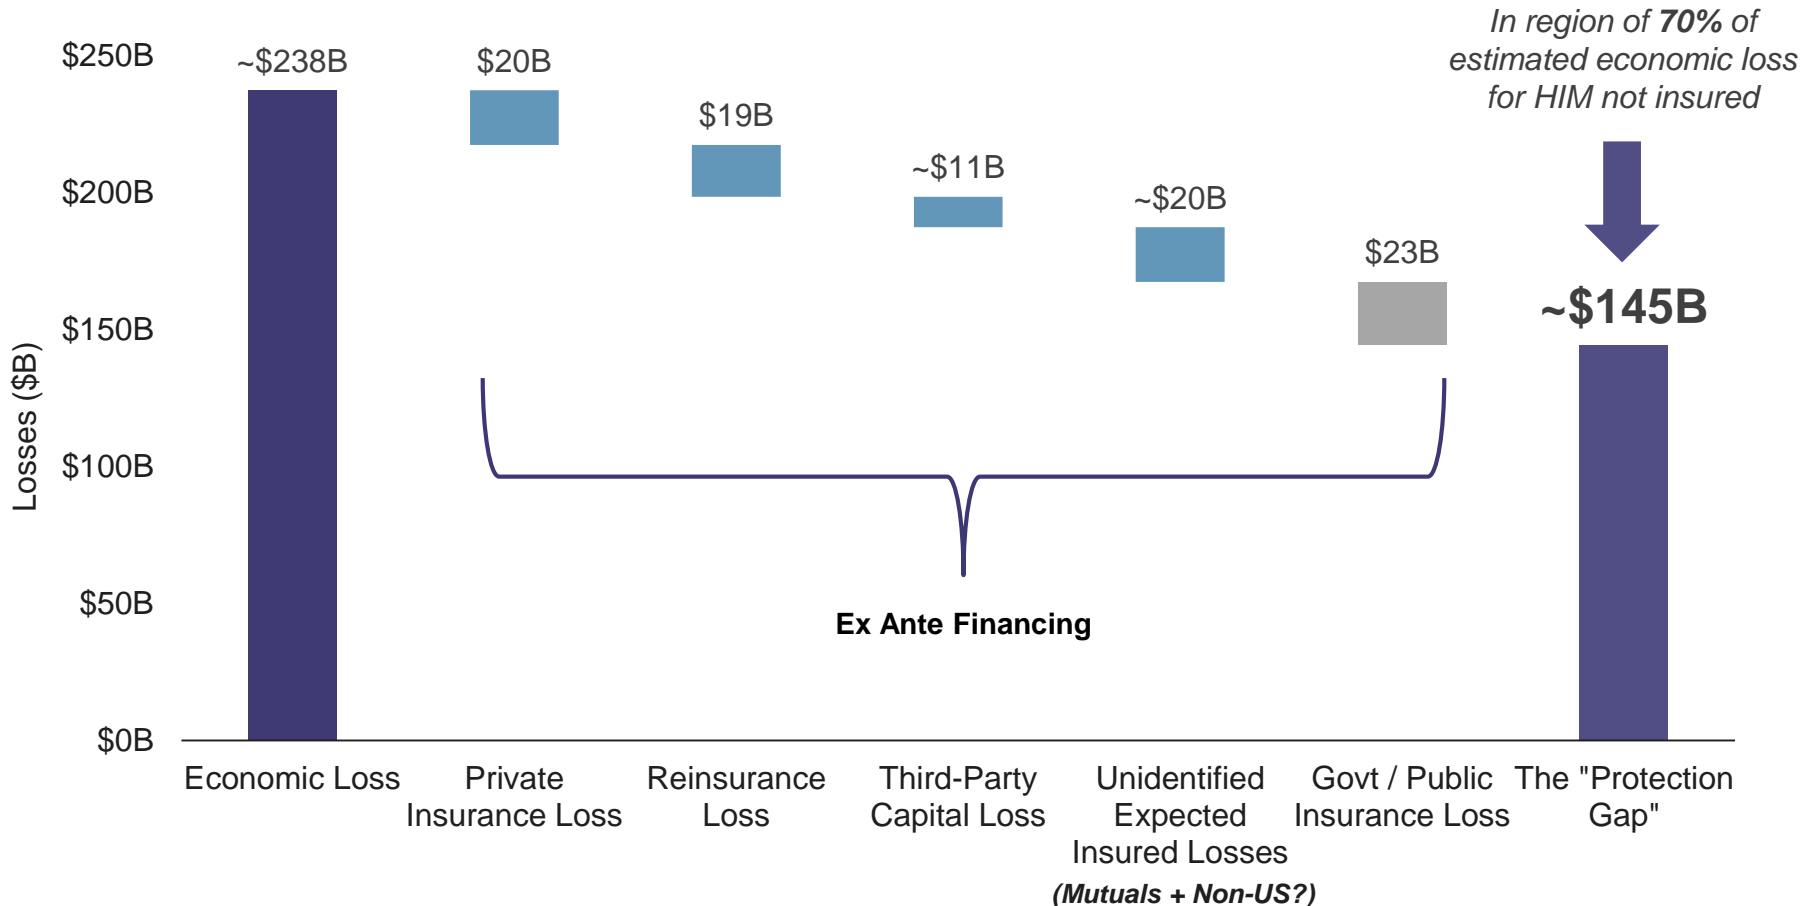 In region of 70% of
estimated economic loss
for HIM not insured
$250B
$200B
$150B
$100B
$50B
$0B
Losses ($B)
~$238B
$20B
$19B
~$11B
~$20B
$23B
~$145B
Ex Ante Financing
Economic Loss
Private
Insurance Loss
Reinsurance
Loss
Third-Party
Capital Loss
Unidentified
Expected
Insured Losses
(Mutuals + Non-US?)
Govt / Public
Insurance Loss
The "Protection
Gap"